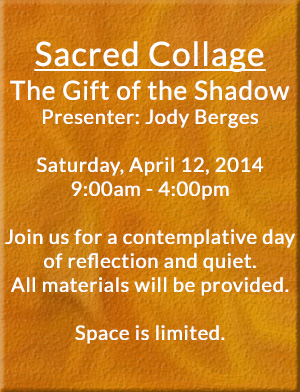 Sacred Collage
The Gift of the Shadow
Presenter: Jody Berges
Saturday, April 12, 2014
9:00am - 4:00pm
Join us for a contemplative day
of reflection and quiet.
All materials will be provided.
Space is limited.